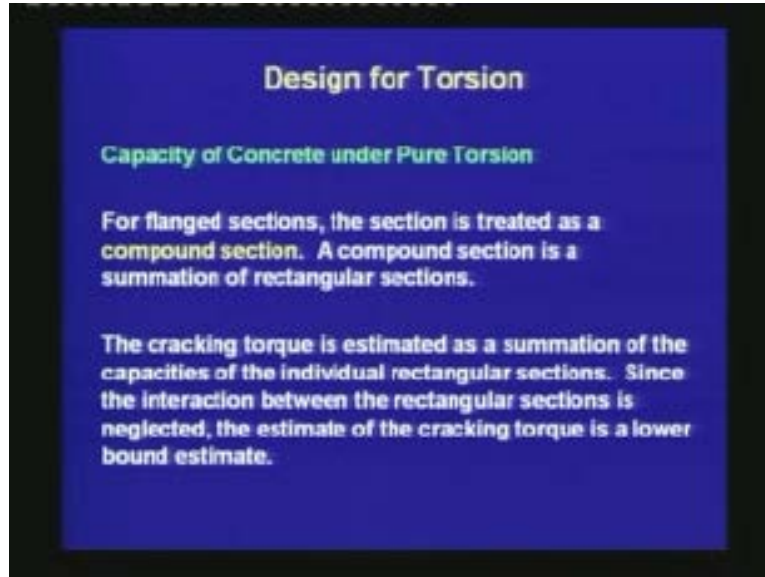 Design for Torsion
Capacity of Concrete under Pure Torsion
For flanged sections, the section is treated as a
compound section. A compound section is a
summation of rectangular sections.
The cracking torque is estimated as a summation of the
capacities of the individual rectangular sections. Since
the interaction between the rectangular sections is
neglected, the estimate of the cracking torque is a lower
bound estimate.